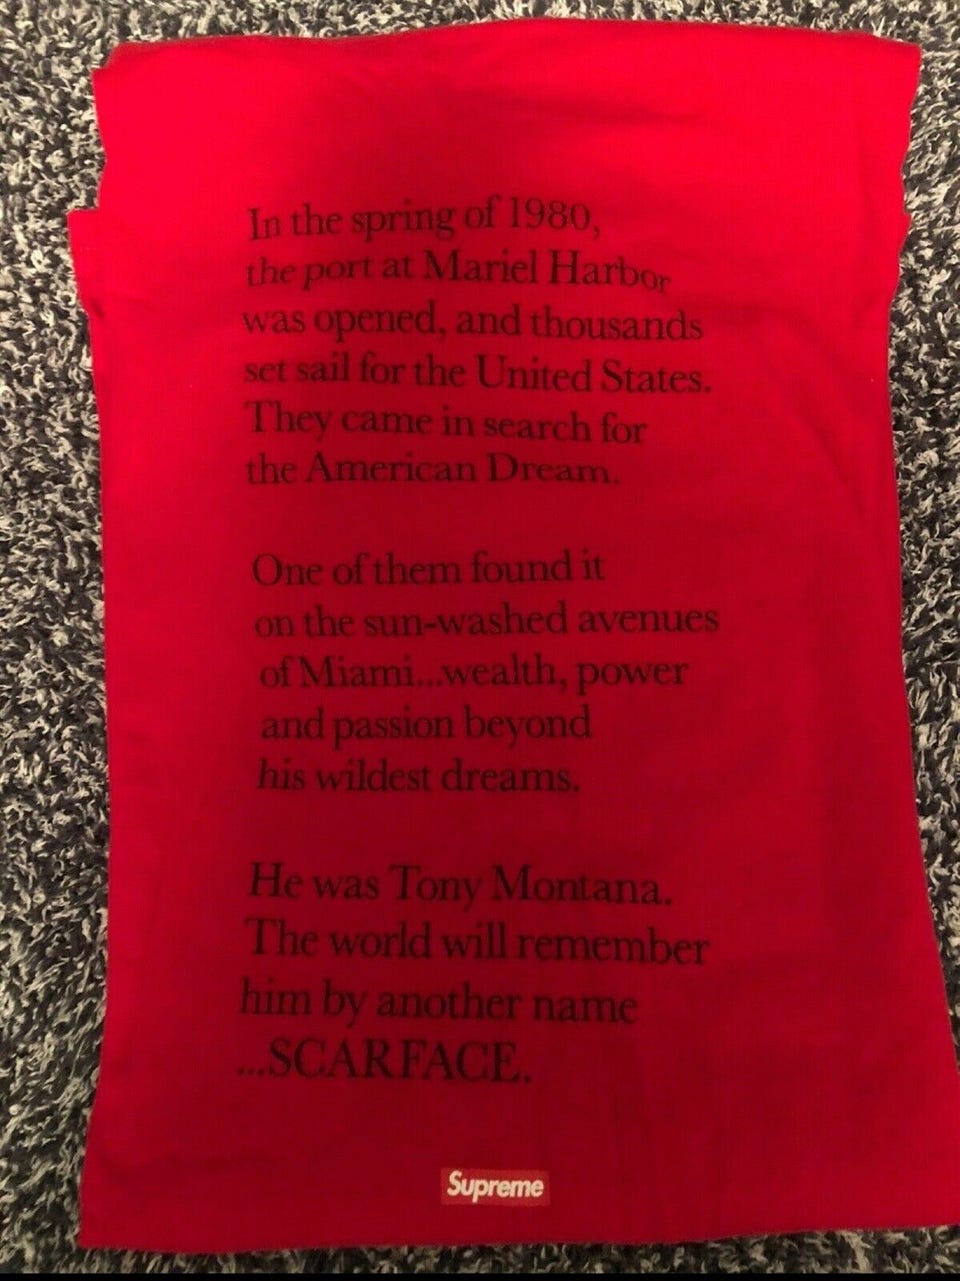 In the spring of 1980,
the port at Mariel Harbor
was opened, and thousands
set sail for the United States.
They came in search for
the American Dream.
One of them found it
on the sun-washed avenues
of Miami...wealth, power
and passion beyond
his wildest dreams.
He was Tony Montana.
The world will remember
him by another name
...SCARFACE.
Supreme